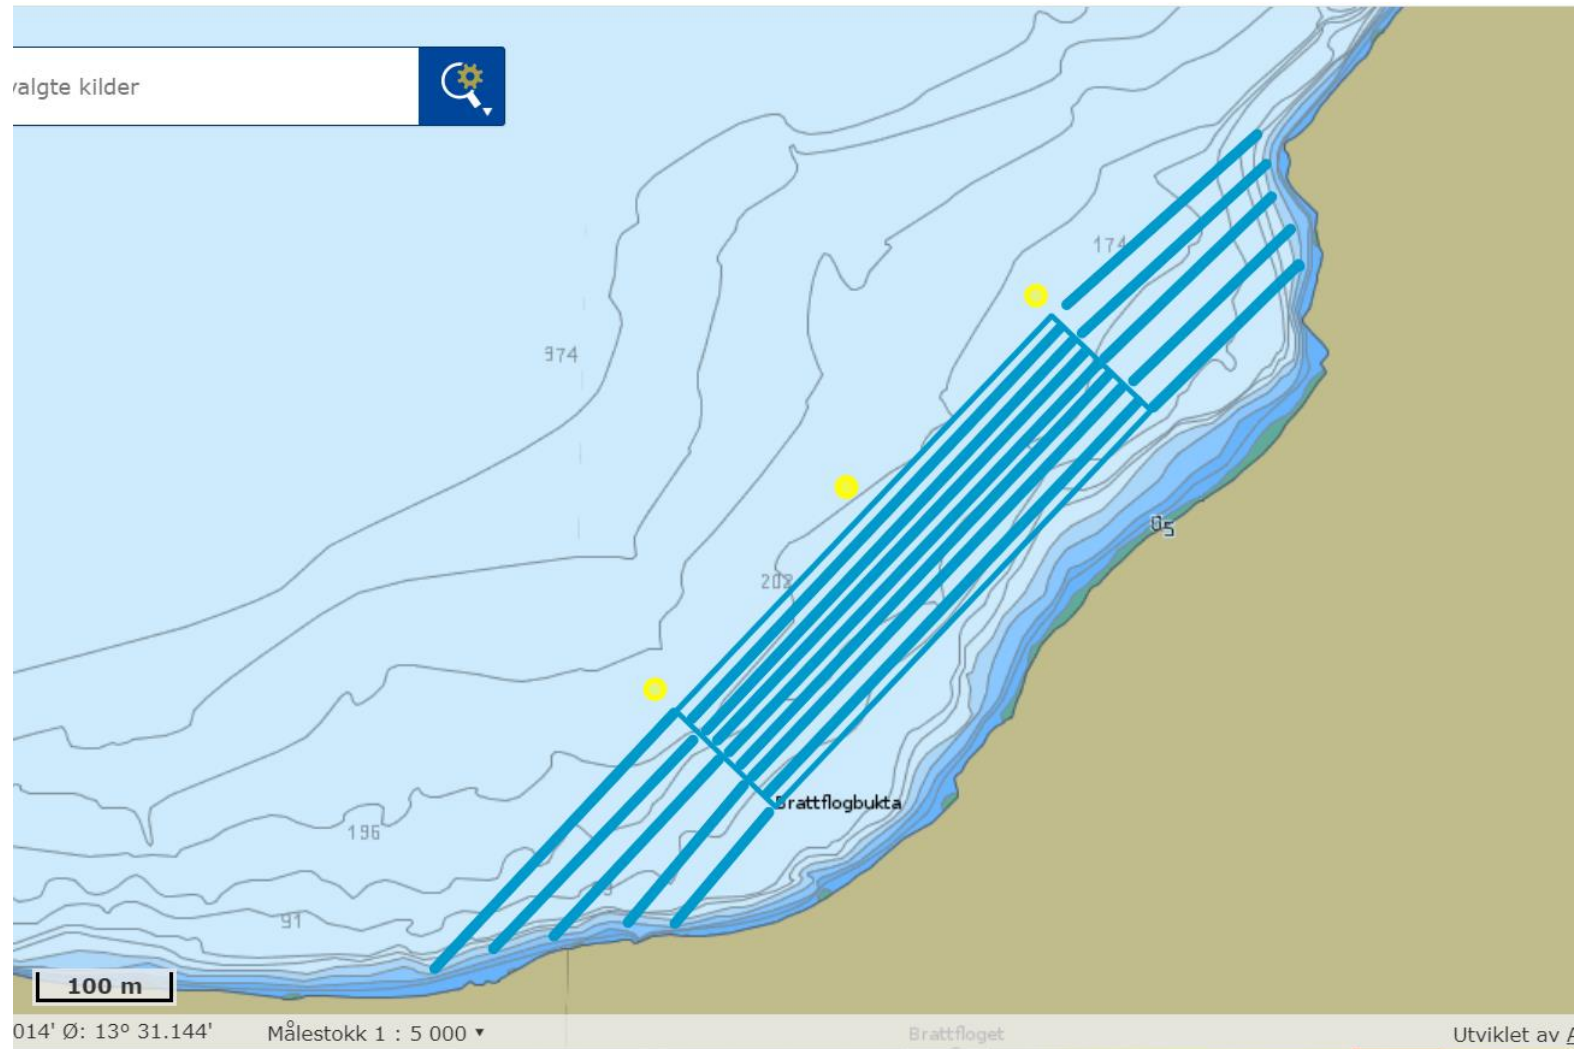 valgte kilder
174
974
05
202
Brattflogbukta
196
91
100 m
014' Ø: 13° 31.144'
Målestokk 1 : 5 000
Brattfloget
Utviklet av A